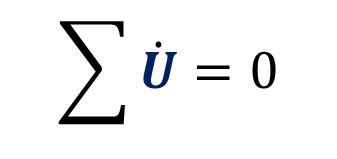 ∑ U̇ = 0